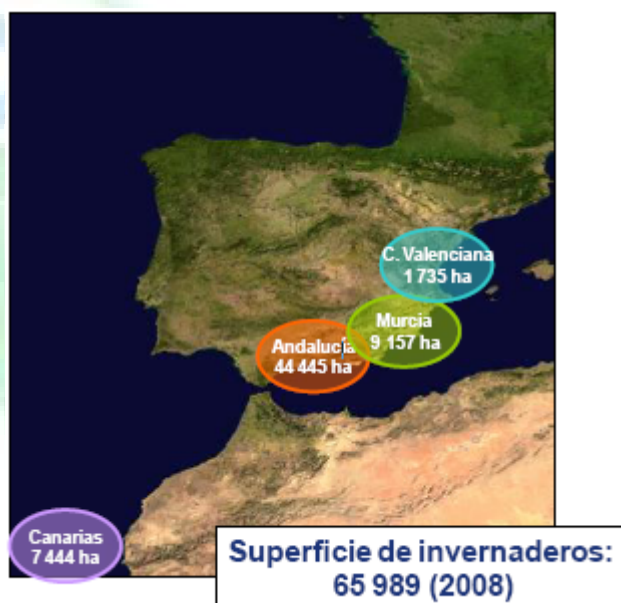 C. Valenciana
1 735 ha
Murcia
9 157 ha
Andalucía
44 445 ha
Canarias
7 444 ha
Superficie de invernaderos:
65 989 (2008)